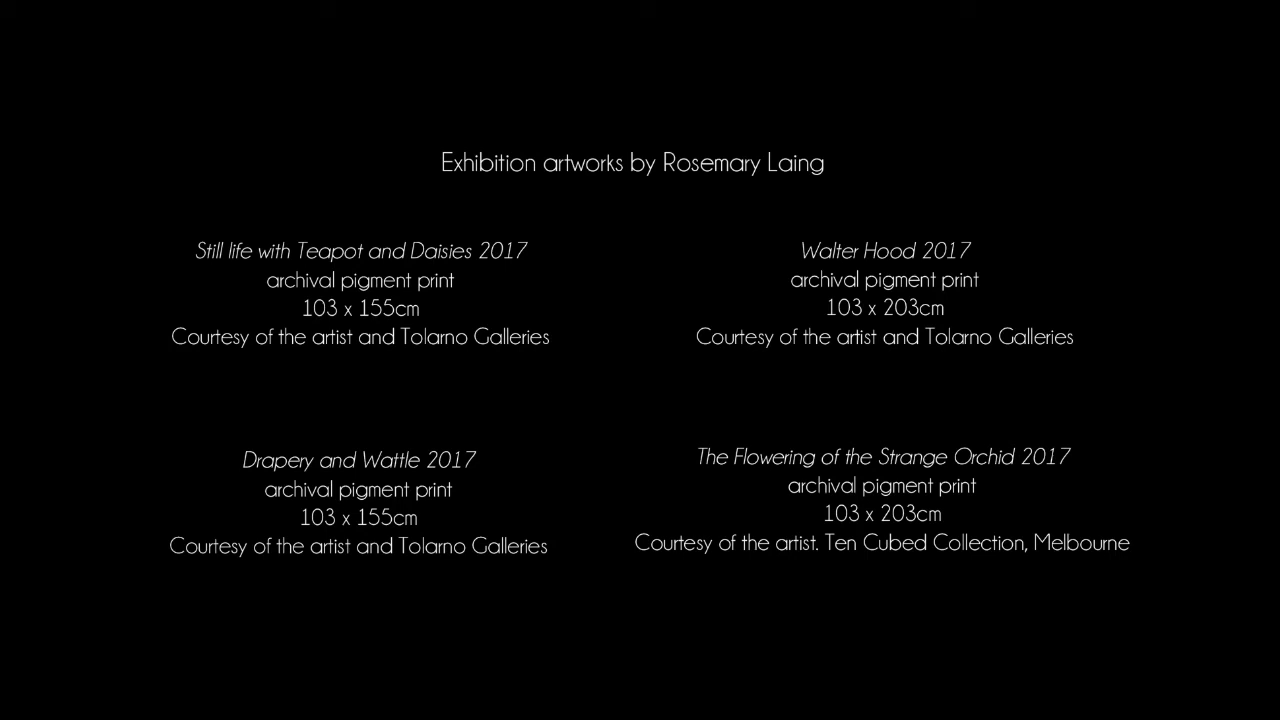 Exhibition artworks by Rosemary Laing
Still life with Teapot and Daisies 2017
archival pigment print
103 x 155cm
Courtesy of the artist and Tolarno Galleries
Walter Hood 2017
archival pigment print
103 x 203cm
Courtesy of the artist and Tolarno Galleries
Drapery and Wattle 2017
archival pigment print
103 x 155cm
Courtesy of the artist and Tolarno Galleries
The Flowering of the Strange Orchid 2017
archival pigment print
103 x 203cm
Courtesy of the artist. Ten Cubed Collection, Melbourne